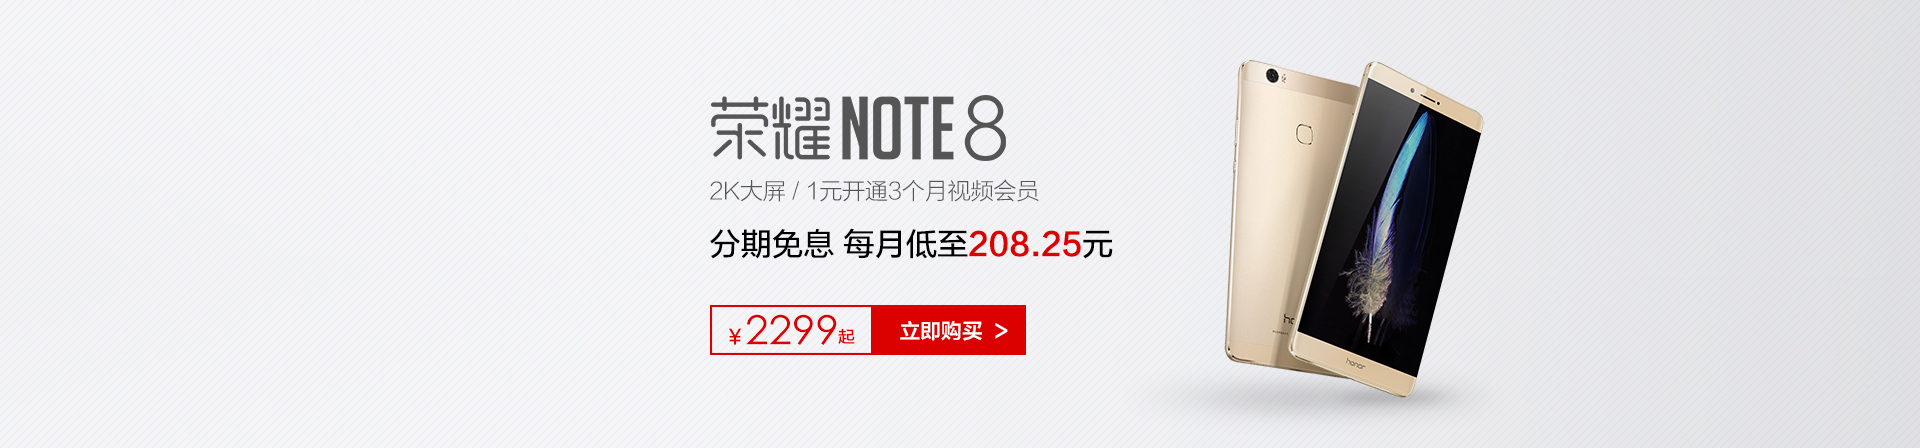 荣耀NOTE 8
2K大屏 / 1元开通3个月视频会员
分期免息 每月低至208.25元
¥2299起 立即购买 >
honor